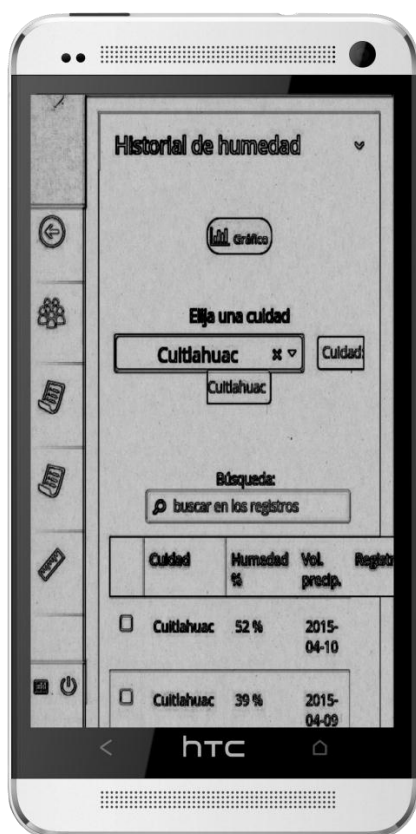 Historial de humedad
Gráfico
Elija una cuidad
Cuitlahuac
Cuidad:
Cuitlahuac
Búsqueda:
buscar en los registros
Cuidad Humedad % Vol. precip. Registr
Cuitlahuac 52 % 2015-04-10
Cuitlahuac 39 % 2015-04-09
hTC